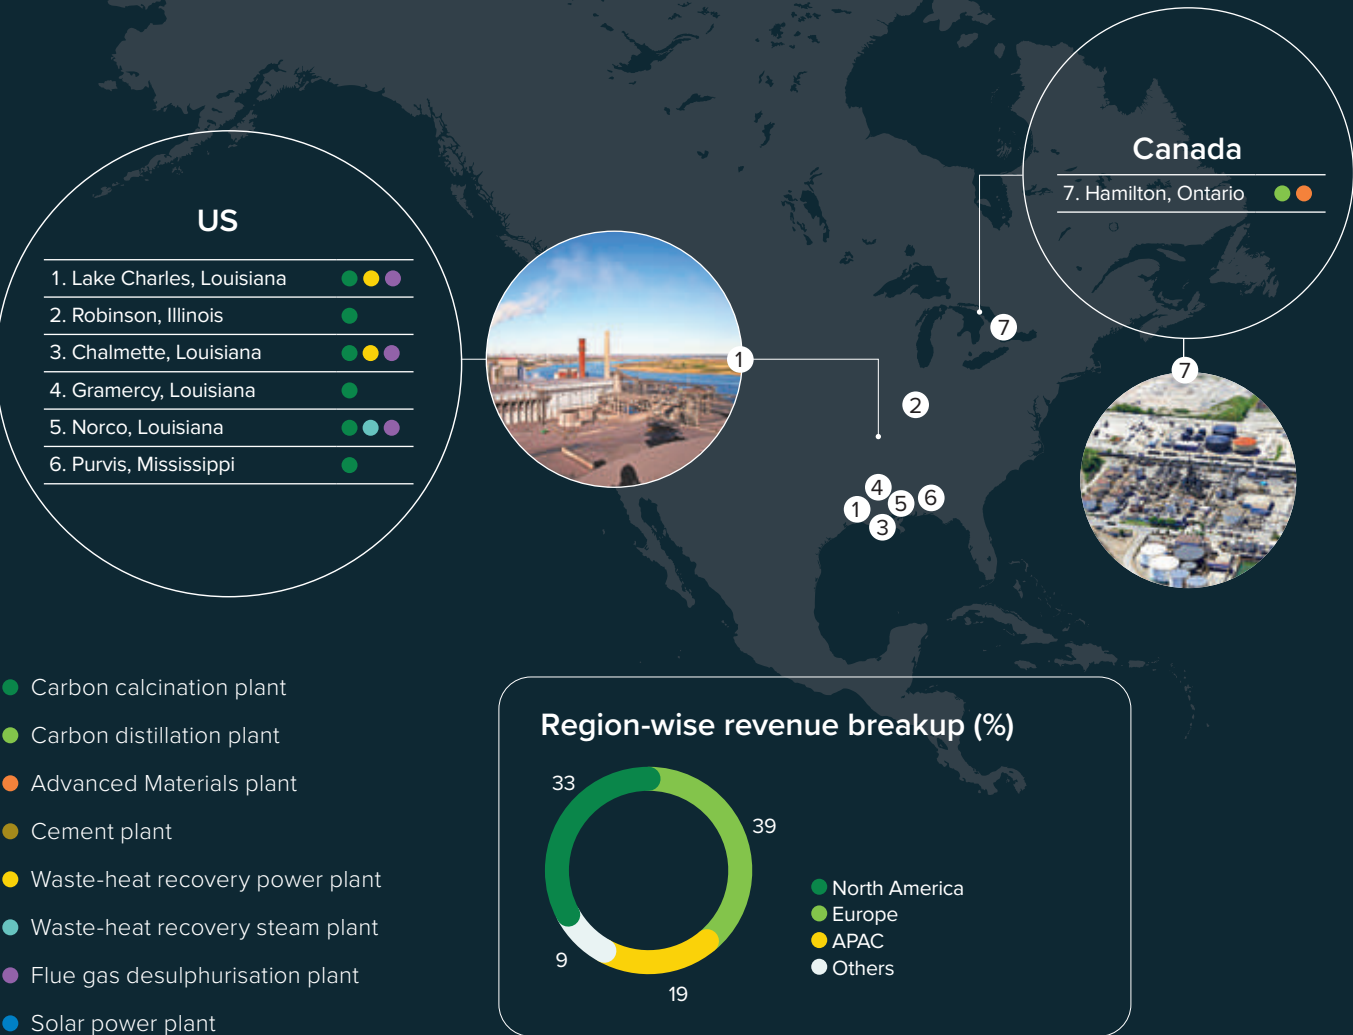 US
1. Lake Charles, Louisiana
2. Robinson, Illinois
3. Chalmette, Louisiana
4. Gramercy, Louisiana
5. Norco, Louisiana
6. Purvis, Mississippi
Canada
7. Hamilton, Ontario
1
7
7
2
4
1
5
6
3
Carbon calcination plant
Carbon distillation plant
Advanced Materials plant
Cement plant
Waste-heat recovery power plant
Waste-heat recovery steam plant
Flue gas desulphurisation plant
Solar power plant
Region-wise revenue breakup (%)
33
39
9
19
North America
Europe
APAC
Others